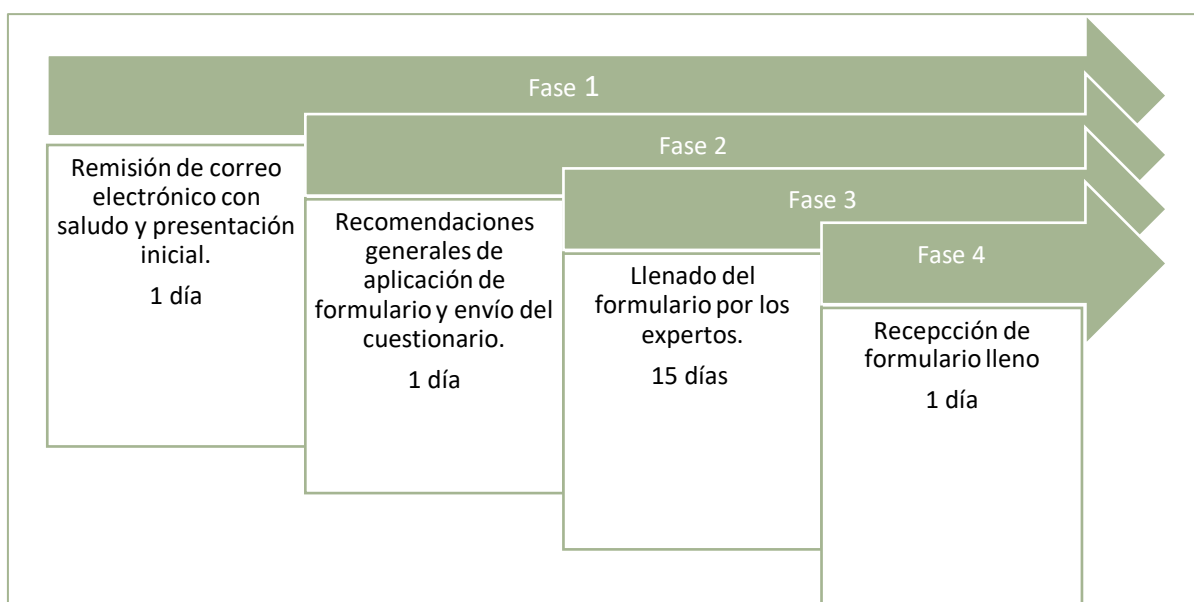 Fase 1
Remisión de correo
electrónico con
saludo y presentación
inicial.
1 día
Fase 2
Recomendaciones
generales de
aplicación de
formulario y envío del
cuestionario.
1 día
Fase 3
Llenado del
formulario por los
expertos.
15 días
Fase 4
Recepcción de
formulario lleno
1 día